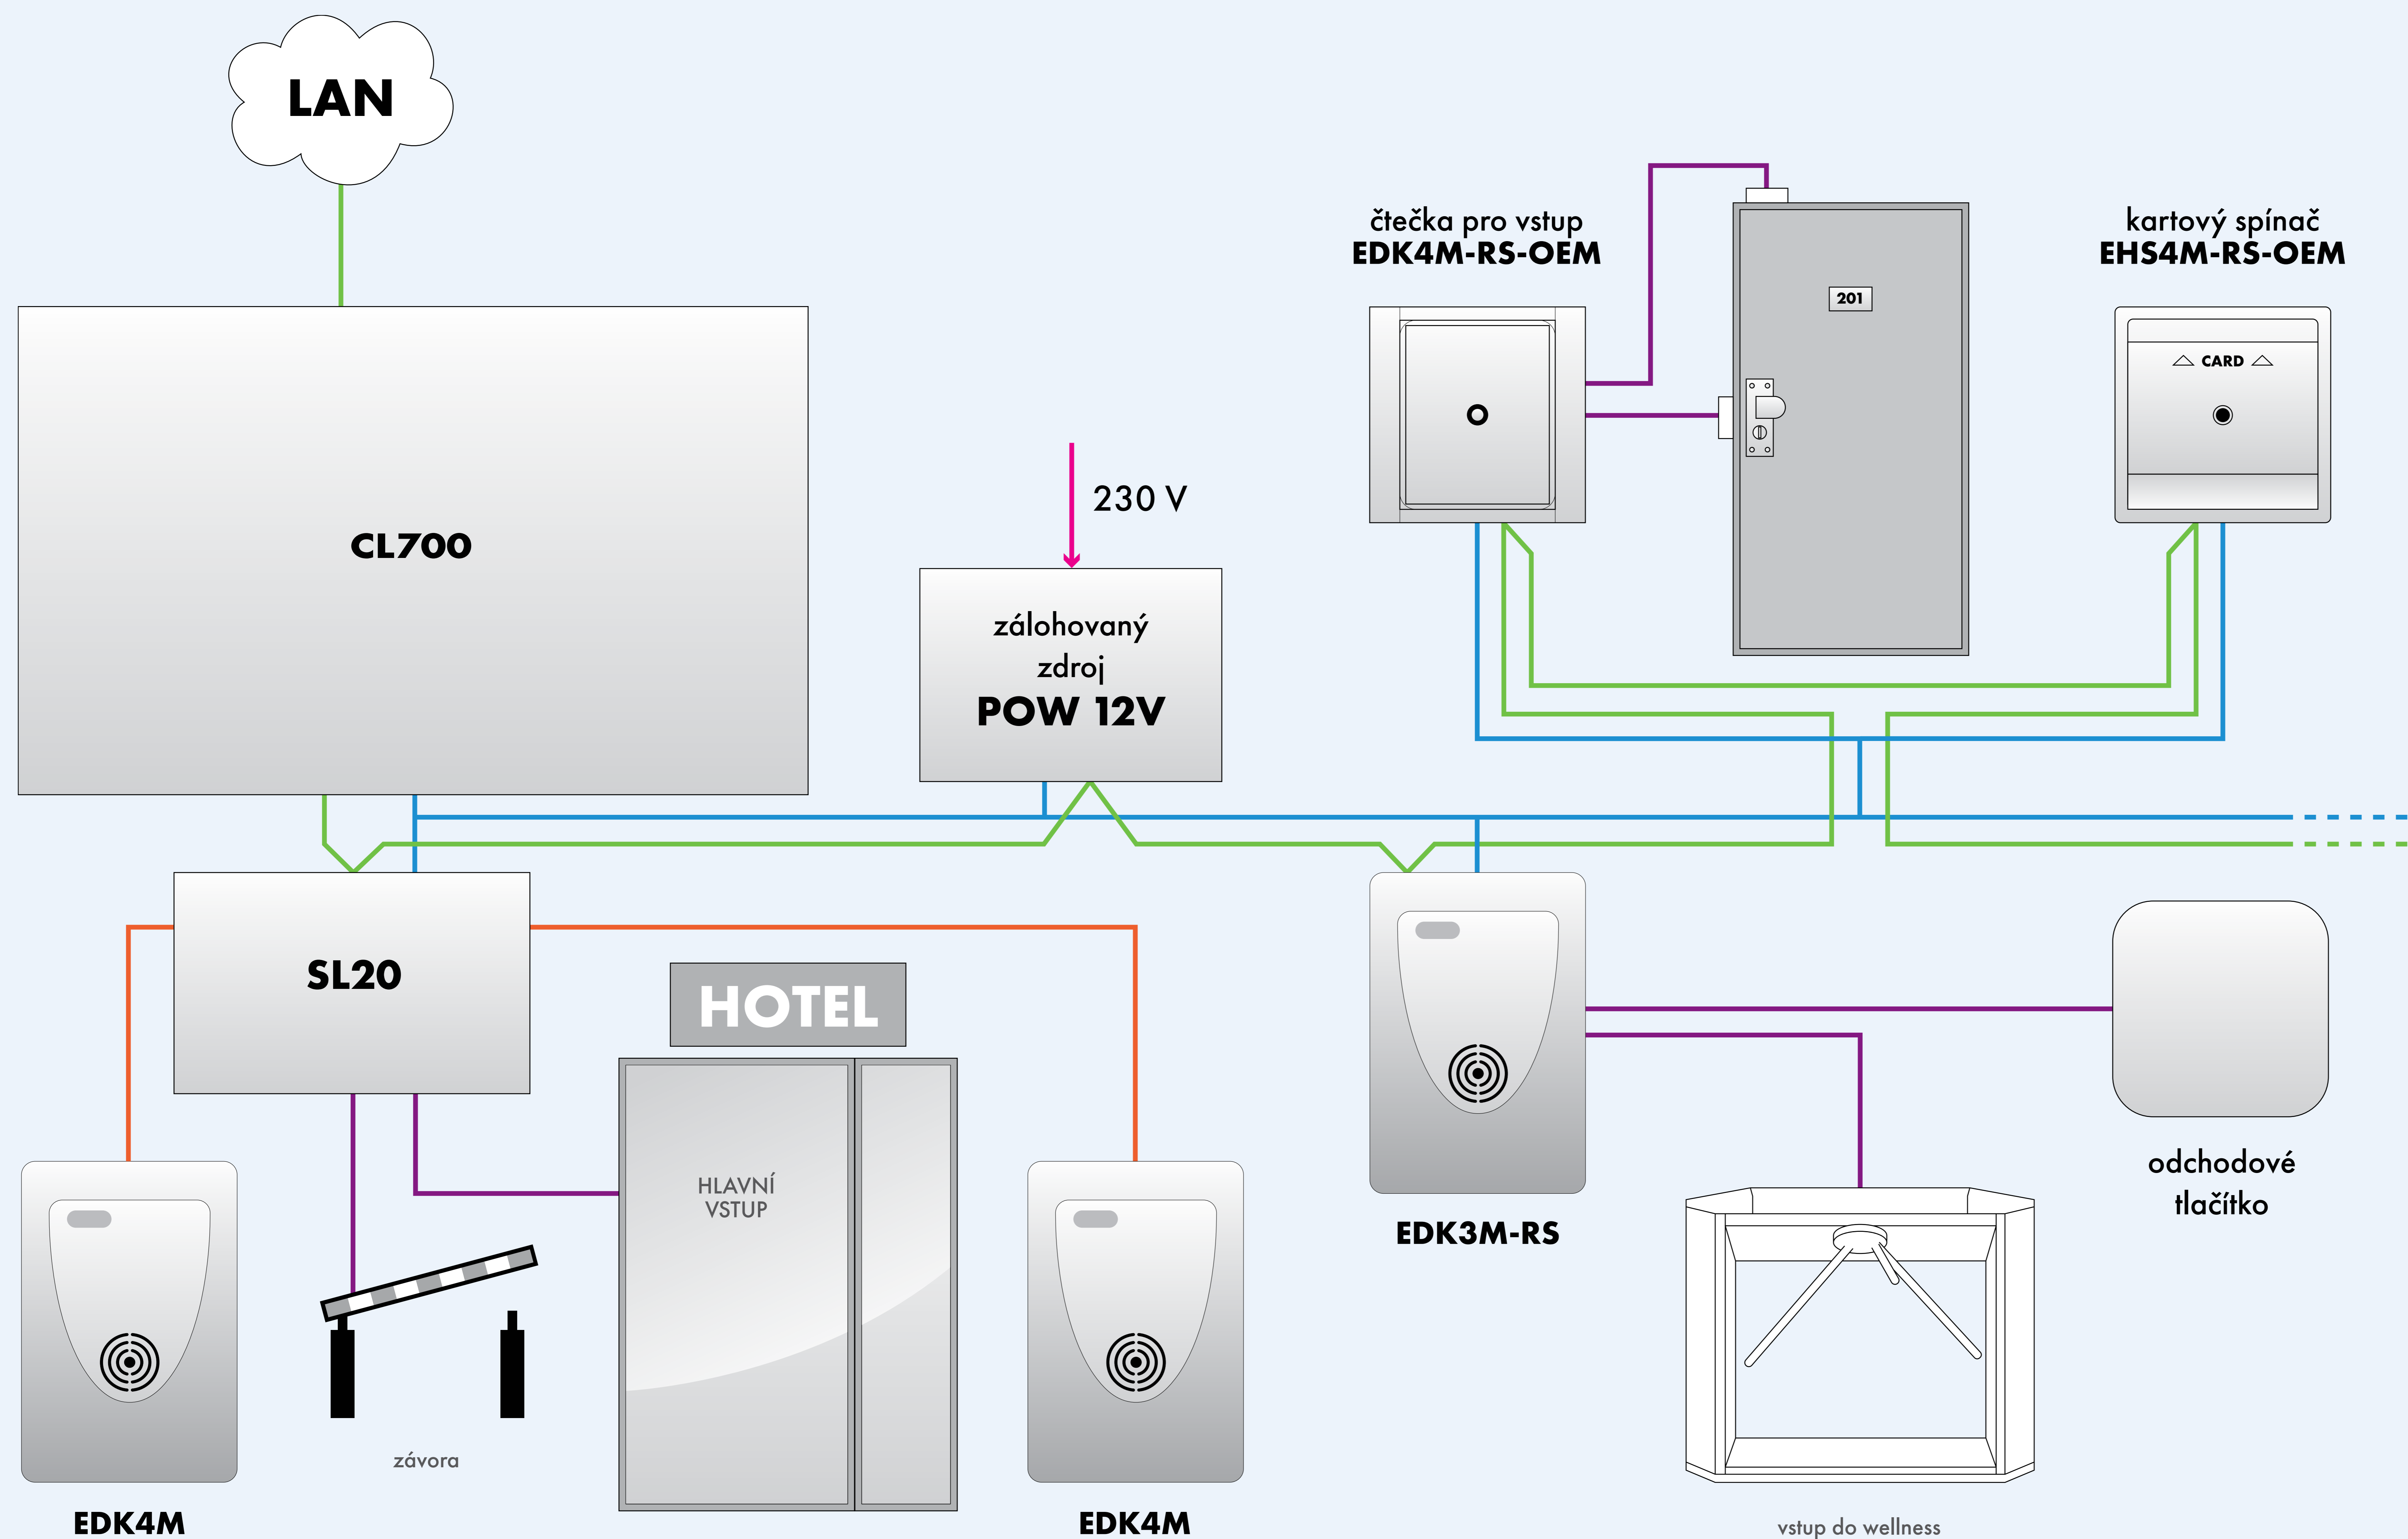 LAN
čtečka pro vstup
EDK4M-RS-OEM
kartový spínač
EHS4M-RS-OEM
201
CARD
230 V
CL700
zálohovaný
zdroj
POW 12V
SL20
HOTEL
HLAVNÍ
VSTUP
EDK3M-RS
odchodové
tlačítko
závora
EDK4M
EDK4M
vstup do wellness